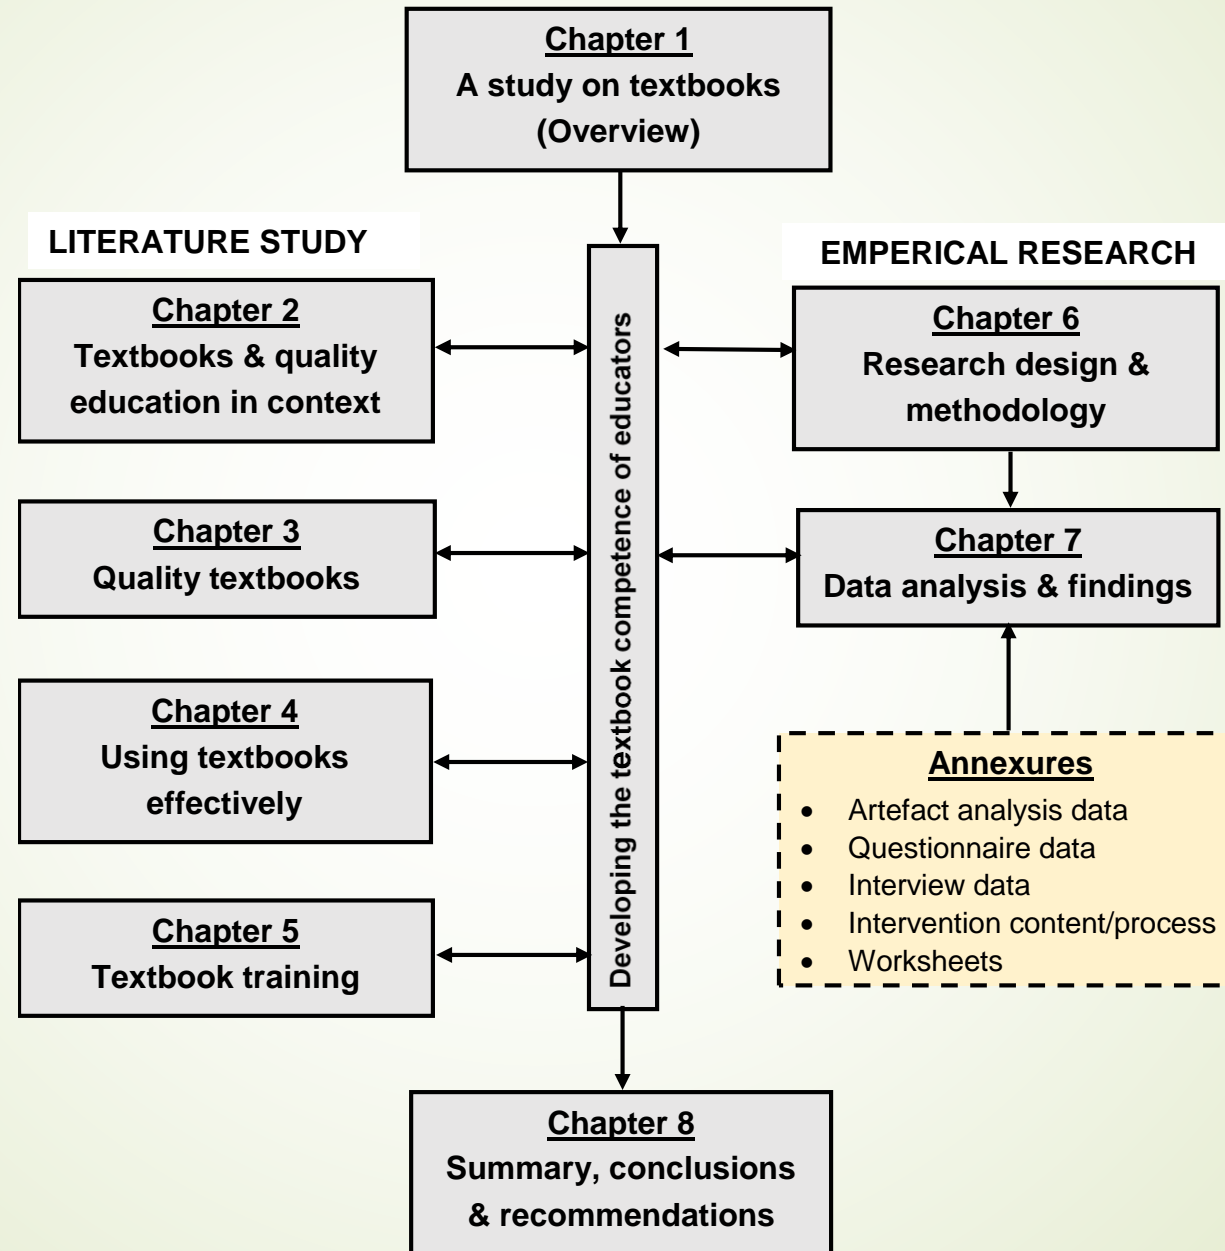 Chapter 1
A study on textbooks
(Overview)
LITERATURE STUDY
Chapter 2
Textbooks & quality
education in context
Chapter 3
Quality textbooks
Chapter 4
Using textbooks
effectively
Chapter 5
Textbook training
Developing the textbook competence of educators
EMPERICAL RESEARCH
Chapter 6
Research design &
methodology
Chapter 7
Data analysis & findings
Annexures
• Artefact analysis data
• Questionnaire data
• Interview data
• Intervention content/process
• Worksheets
Chapter 8
Summary, conclusions
& recommendations